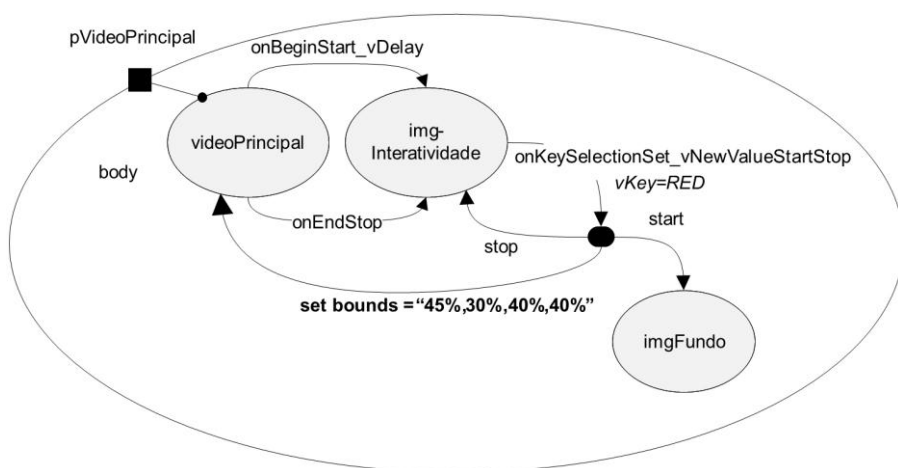 pVideoPrincipal
onBeginStart_vDelay
videoPrincipal
img-
Interatividade
body
onKeySelectionSet_vNewValueStartStop
vKey=RED
onEndStop
stop
start
set bounds =“45%,30%,40%,40%”
imgFundo